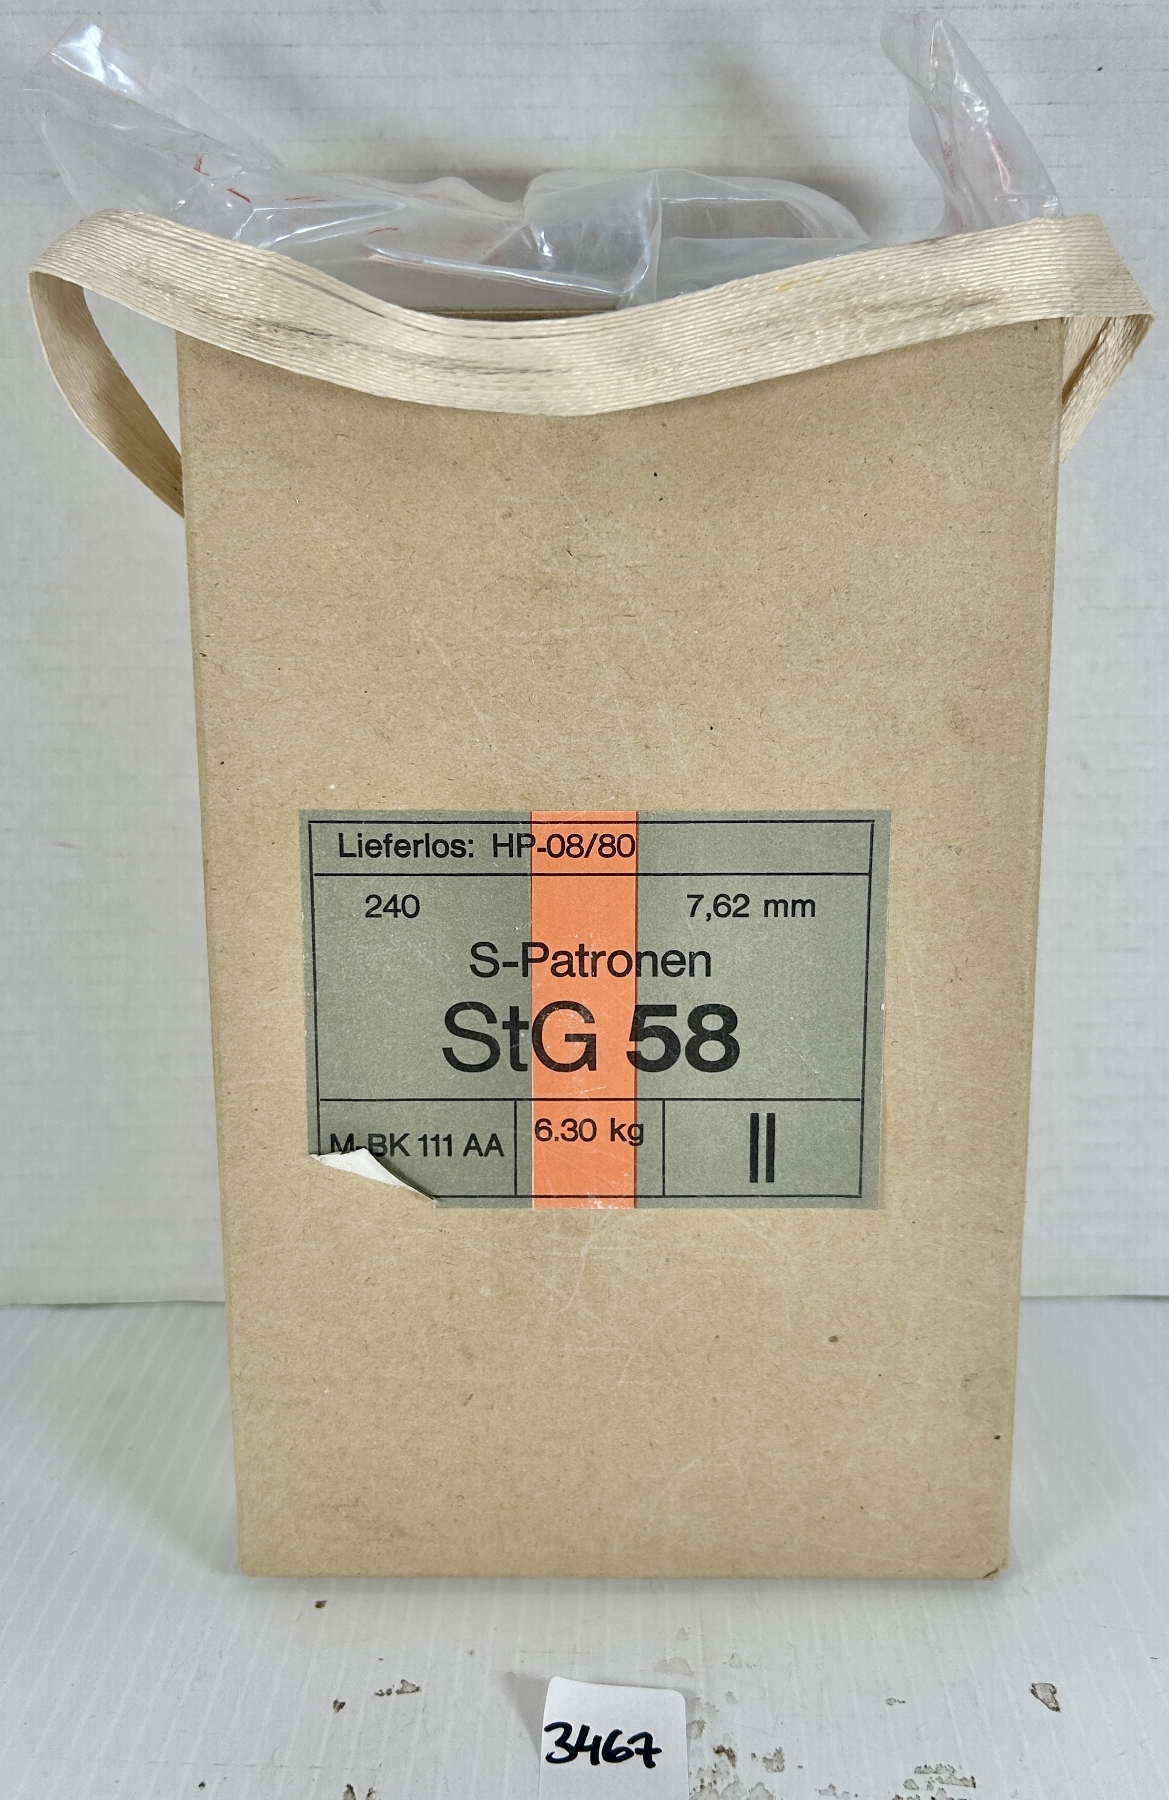 Lieferlos: HP-08/80
240 7,62 mm
S-Patronen
StG 58
M-BK 111 AA 6.30 kg II
3467